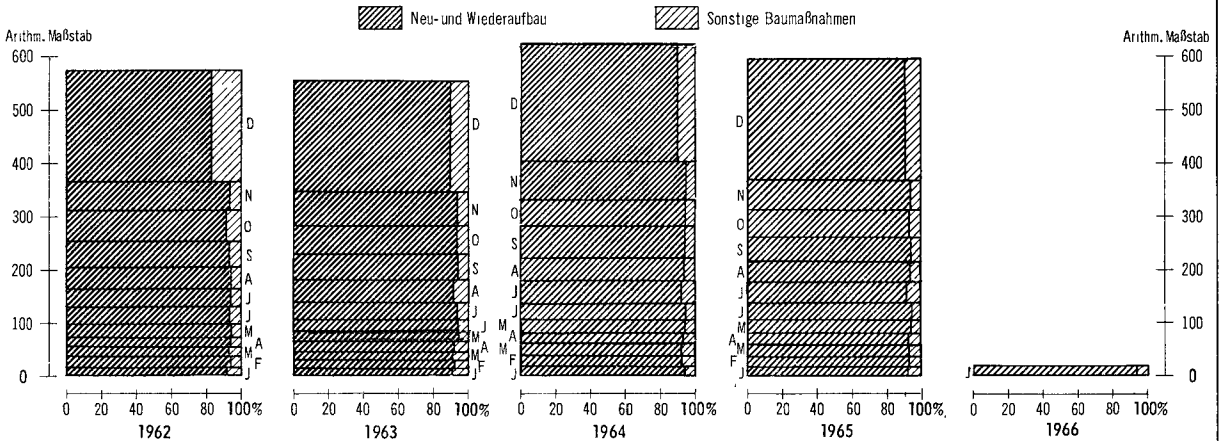 Neu- und Wiederaufbau
Sonstige Baumaßnahmen
Arithm. Maßstab
Arithm. Maßstab
600
500
400
300
200
100
0
D
N
O
S
A
J
J
M
A
M
F
J
D
N
O
S
A
J
J
M
A
M
F
J
D
N
O
S
A
J
J
M
A
M
F
J
D
N
O
S
A
J
J
M
A
M
F
J
J
600
500
400
300
200
100
0
0 20 40 60 80 100%
0 20 40 60 80 100%
0 20 40 60 80 100%
0 20 40 60 80 100%
0 20 40 60 80 100%
1962
1963
1964
1965
1966